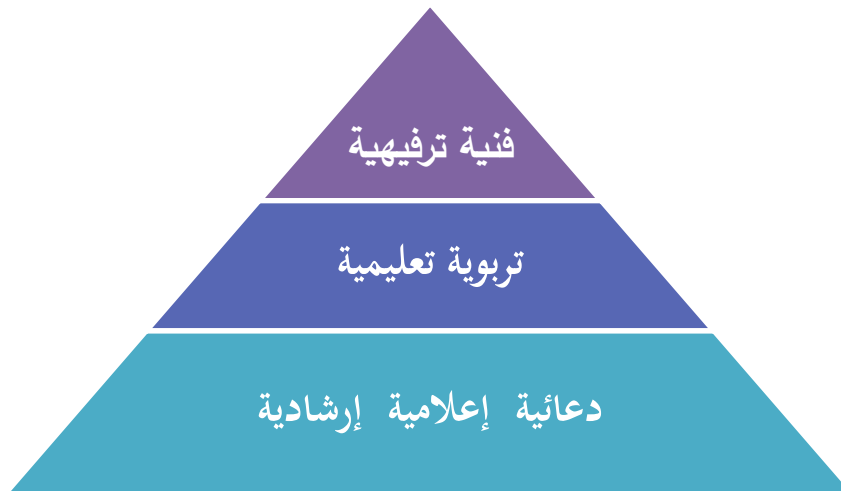 فنية ترفيهية
تربوية تعليمية
دعائية إعلامية إرشادية